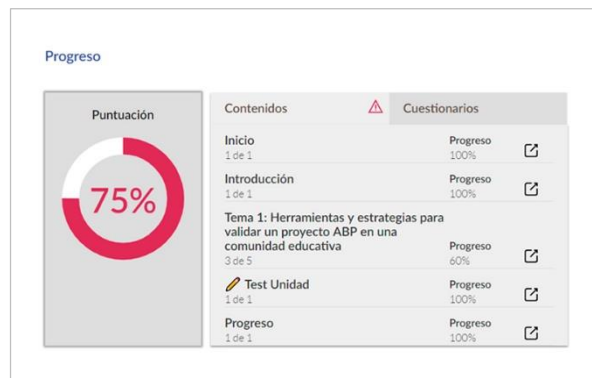 Progreso
Puntuación
75%
Contenidos
Cuestionarios
Inicio
Progreso
1 de 1
100%
Introducción
Progreso
1 de 1
100%
Tema 1: Herramientas y estrategias para
validar un proyecto ABP en una
comunidad educativa
Progreso
3 de 5
60%
Test Unidad
Progreso
1 de 1
100%
Progreso
Progreso
1 de 1
100%